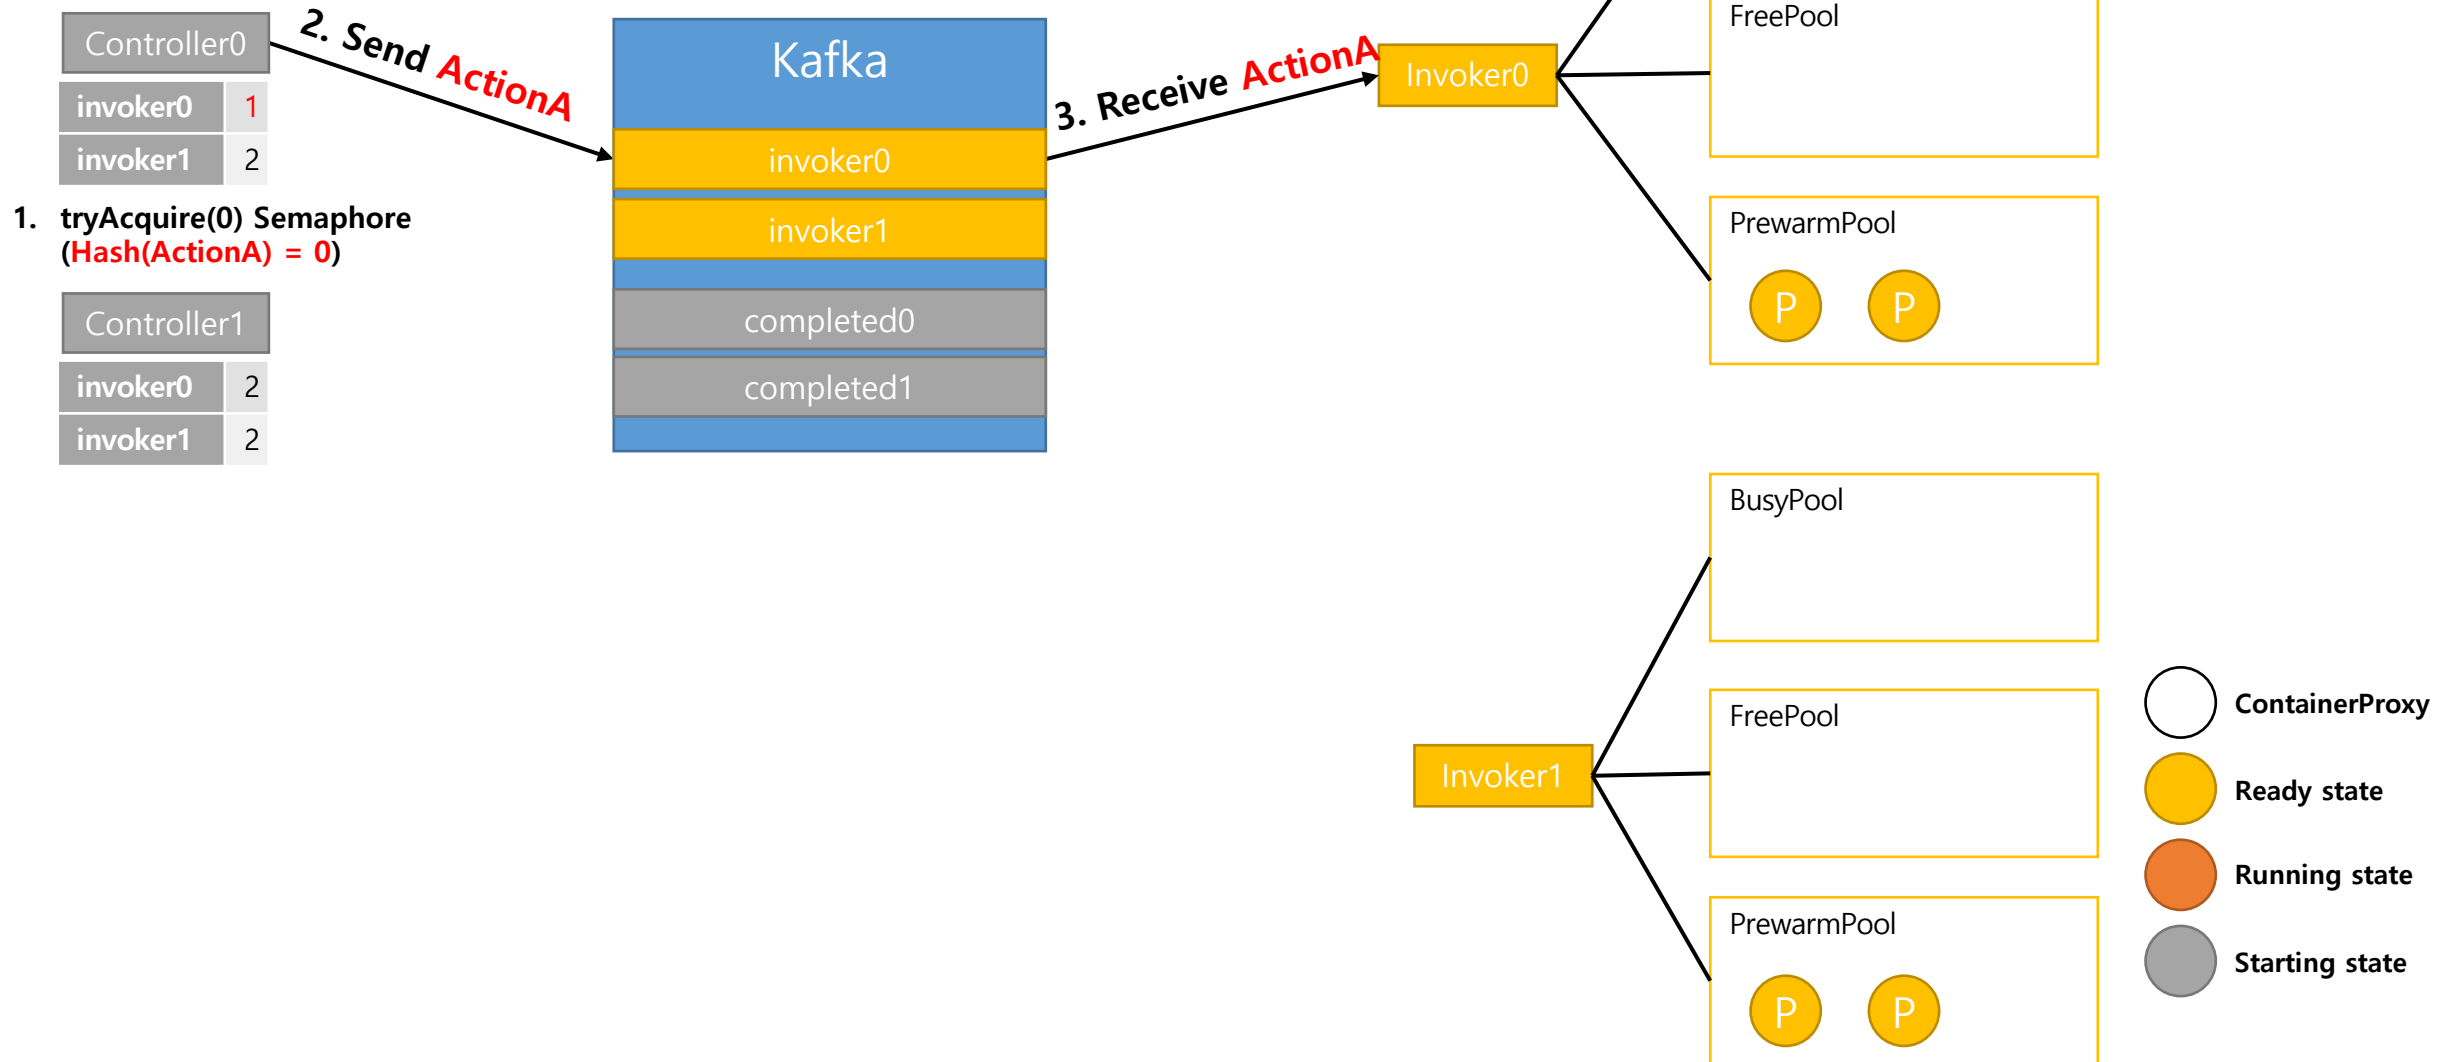 Controller0
invoker0 1
invoker1 2
1. tryAcquire(0) Semaphore
(Hash(ActionA) = 0)
Controller1
invoker0 2
invoker1 2
2. Send ActionA
Kafka
invoker0
invoker1
completed0
completed1
3. Receive ActionA
Invoker0
FreePool
PrewarmPool
P P
Invoker1
BusyPool
FreePool
PrewarmPool
P P
ContainerProxy
Ready state
Running state
Starting state